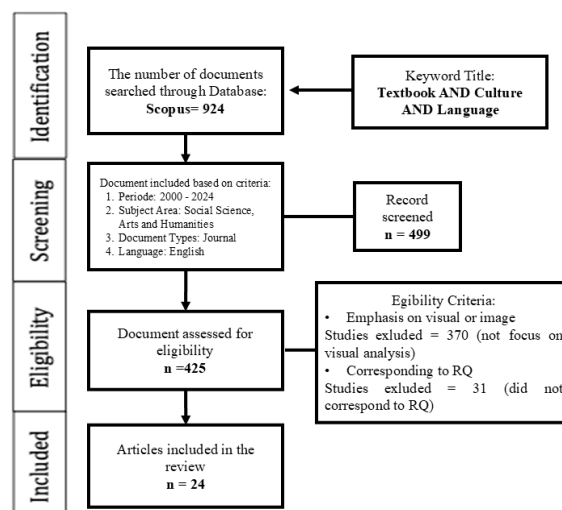 Identification
The number of documents
searched through Database:
Scopus= 924
Keyword Title:
Textbook AND Culture
AND Language
Screening
Document included based on criteria:
1. Periode: 2000 - 2024
2. Subject Area: Social Science,
Arts and Humanities
3. Document Types: Journal
4. Language: English
Record
screened
n = 499
Eligibility
Document assessed for
eligibility
n =425
Egibility Criteria:
• Emphasis on visual or image
Studies exluded = 370 (not focus on
visual analysis)
• Corresponding to RQ
Studies exluded = 31 (did not
correspond to RQ)
Included
Articles included in the
review
n = 24